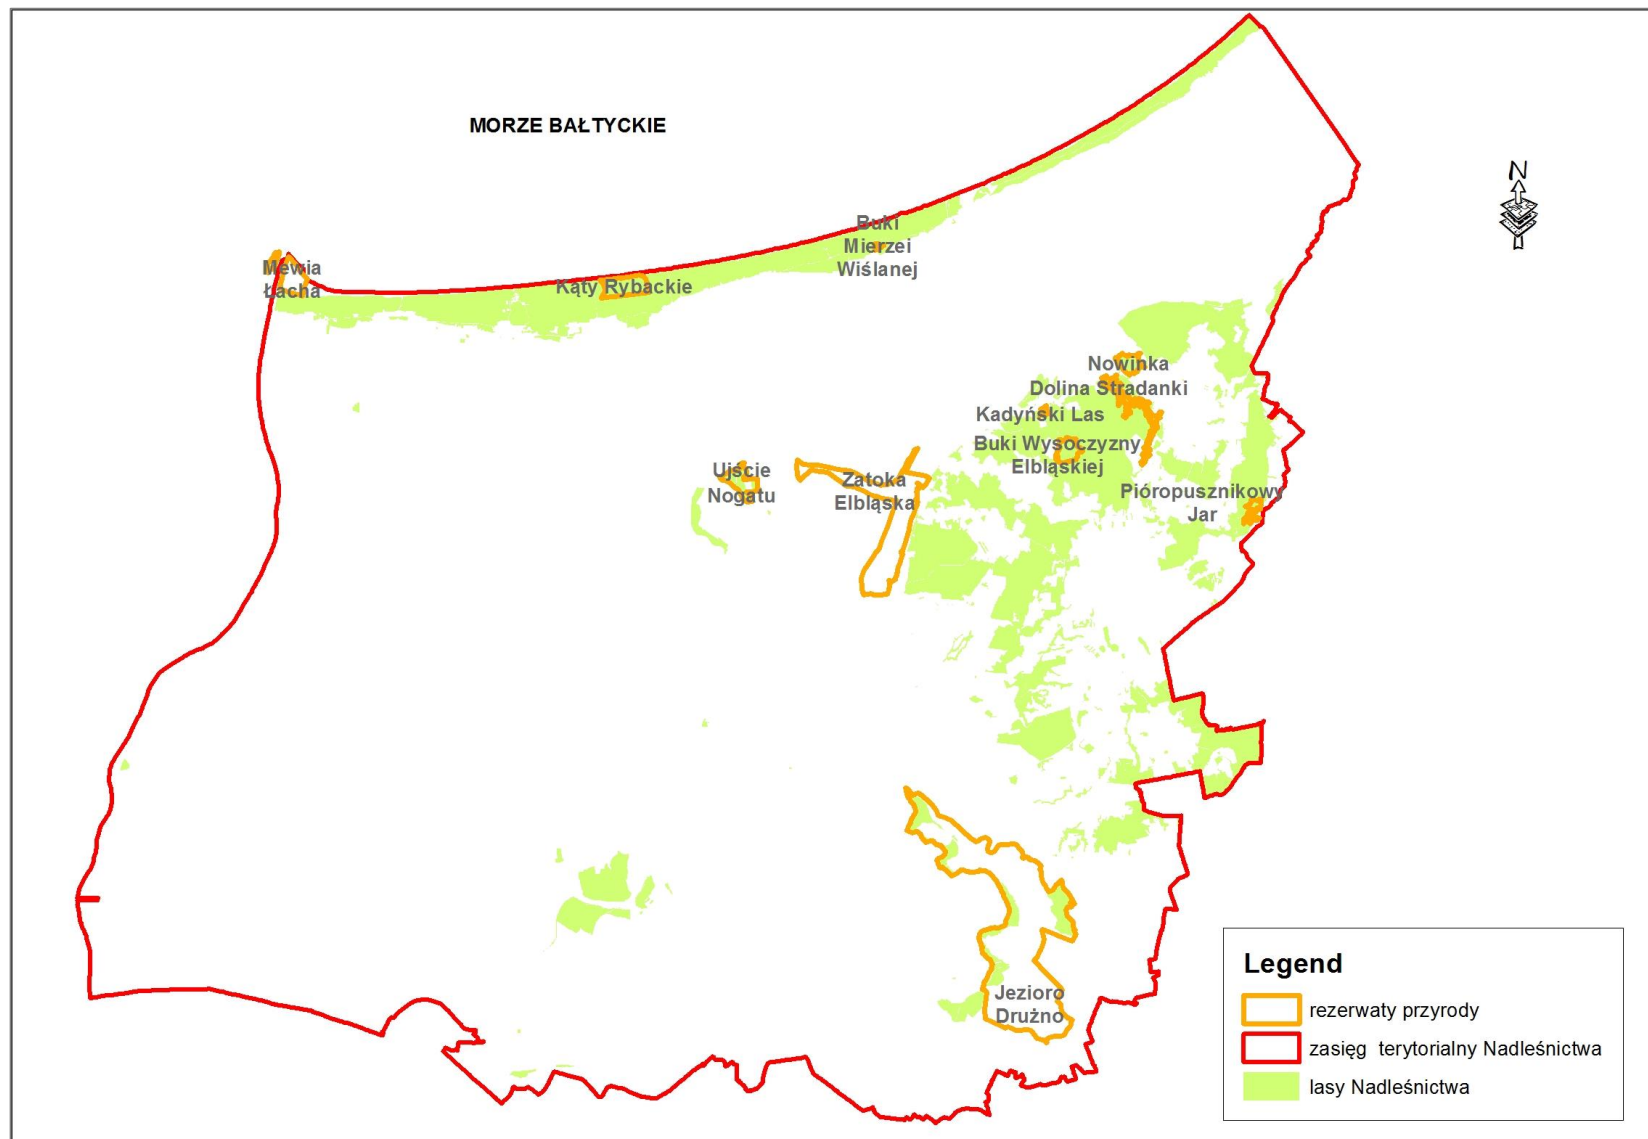 MORZE BAŁTYCKIE
N
Buki
Mierzei
Wiślanej
Mewia
Łacha
Kąty Rybackie
Nowinka
Dolina Stradanki
Kadyński Las
Buki Wysoczyzny
Elbląskiej
Ujście
Nogatu
Zatoka
Elbląska
Pióropusznikowy
Jar
Jezioro
Drużno
Legend
rezerwaty przyrody
zasięg  terytorialny Nadleśnictwa
lasy Nadleśnictwa